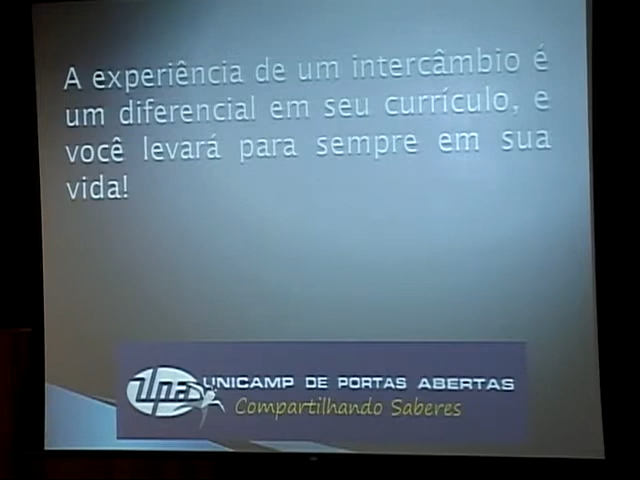 A experiência de um intercâmbio é
um diferencial em seu currículo, e
você levará para sempre em sua
vida!
UPA UNICAMP DE PORTAS ABERTAS
Compartilhando Saberes